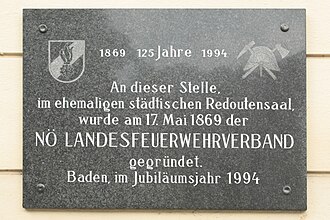 1869 125 Jahre 1994
An dieser Stelle,
im ehemaligen städtischen Redoutensaal,
wurde am 17. Mai 1869 der
NÖ LANDESFEUERWEHRVERBAND
gegründet.
Baden, im Jubiläumsjahr 1994